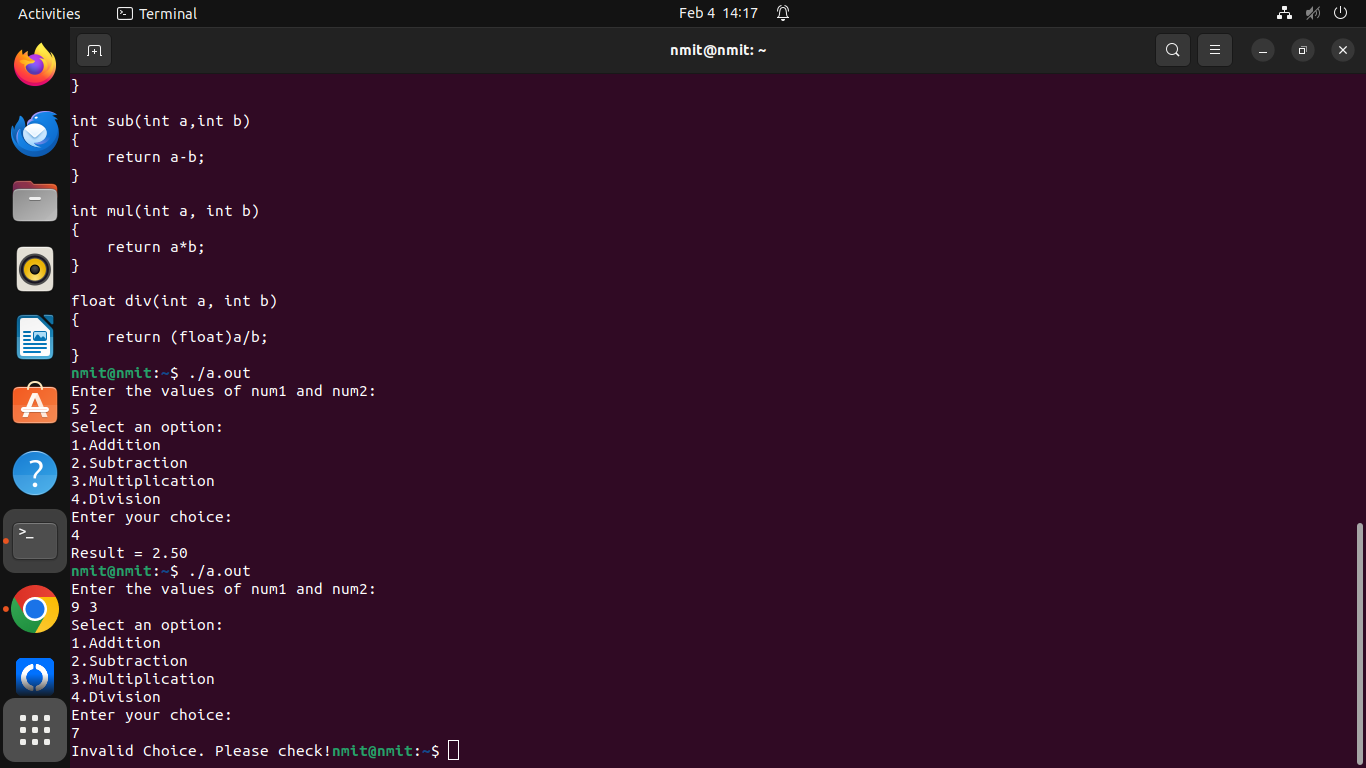 Activities Terminal Feb 4 14:17
nmit@nmit: ~
}
int sub(int a,int b)
{
    return a-b;
}
int mul(int a, int b)
{
    return a*b;
}
float div(int a, int b)
{
    return (float)a/b;
}
nmit@nmit:~$ ./a.out
Enter the values of num1 and num2:
5 2
Select an option:
1.Addition
2.Subtraction
3.Multiplication
4.Division
Enter your choice:
4
Result = 2.50
nmit@nmit:~$ ./a.out
Enter the values of num1 and num2:
9 3
Select an option:
1.Addition
2.Subtraction
3.Multiplication
4.Division
Enter your choice:
7
Invalid Choice. Please check!nmit@nmit:~$